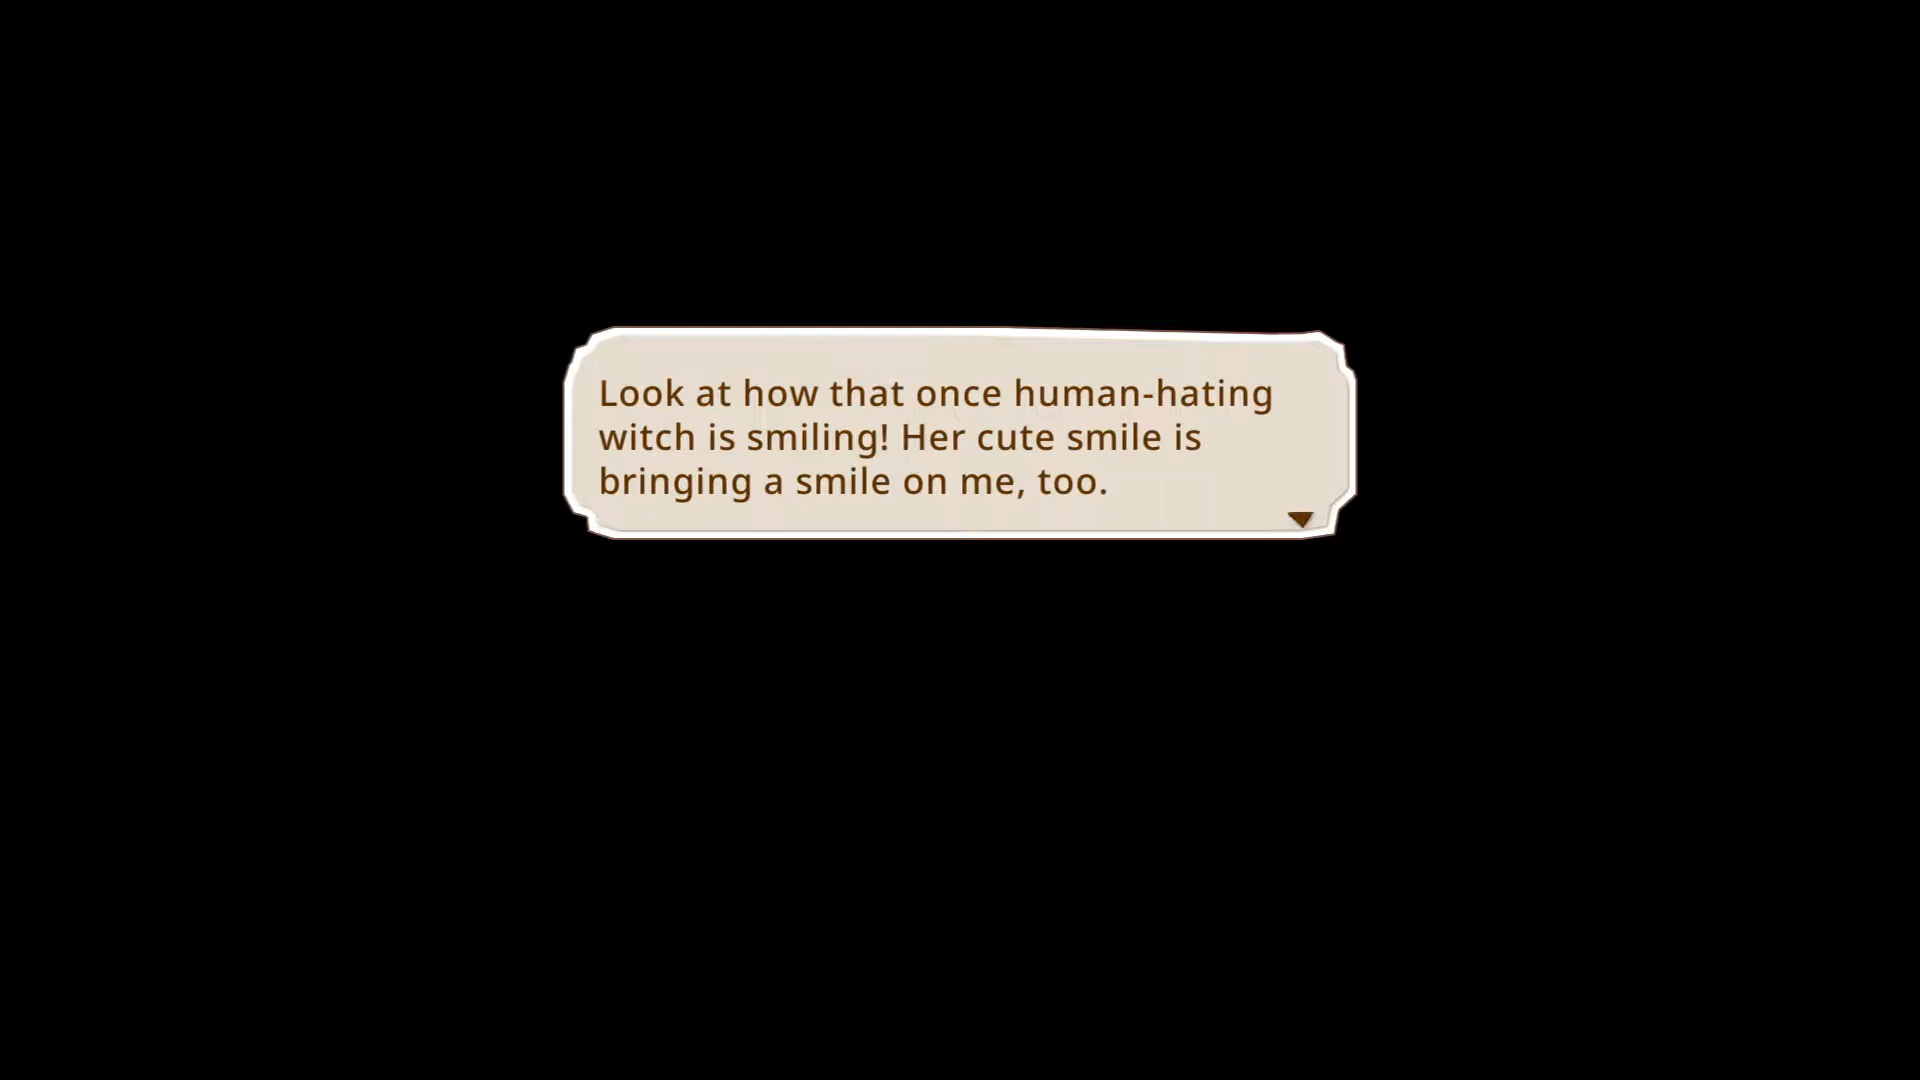 Look at how that once human-hating
witch is smiling! Her cute smile is
bringing a smile on me, too.